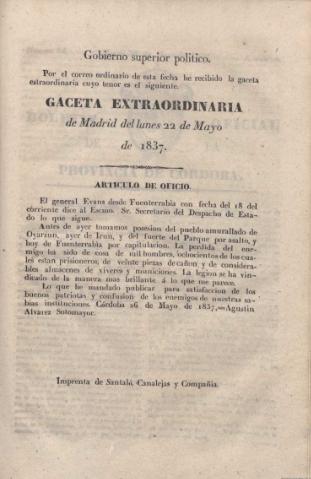 Gobierno superior político.
Por el correo ordinario de esta fecha he recibido la gaceta
estraordinaria cuyo tenor es el siguiente.
GACETA EXTRAORDINARIA
de Madrid del lunes 22 de Mayo
de 1837.
ARTICULO DE OFICIO.
El general Evans desde Fuenterrabia con fecha del 18 del
corriente dice al Escmo. Sr. Secretario del Despacho de Esta-
do lo que sigue.
Antes de ayer tomamos posesion del pueblo amurallado de
Oyarzun, ayer de Irun, y del fuerte del Parque por asalto, y
hoy de Fuenterrabia por capitulacion. La perdida del ene-
migo ha sido de cosa de mil hombres, ochocientos de los cua-
les estan prisioneros, de veinte piezas de cañon, y de considera-
bles almacenes de viveres y municiones. La legion se ha vin-
dicado de la manera mas brillante á lo que me parece.
Lo que he mandado publicar para satisfaccion de los
buenos patriotas y confusion de los enemigos de nuestras sa-
bias instituciones. Córdoba 26 de Mayo de 1837.=Agustin
Alvarez Sotomayor.
Imprenta de Santaló, Canalejas y Compañia.